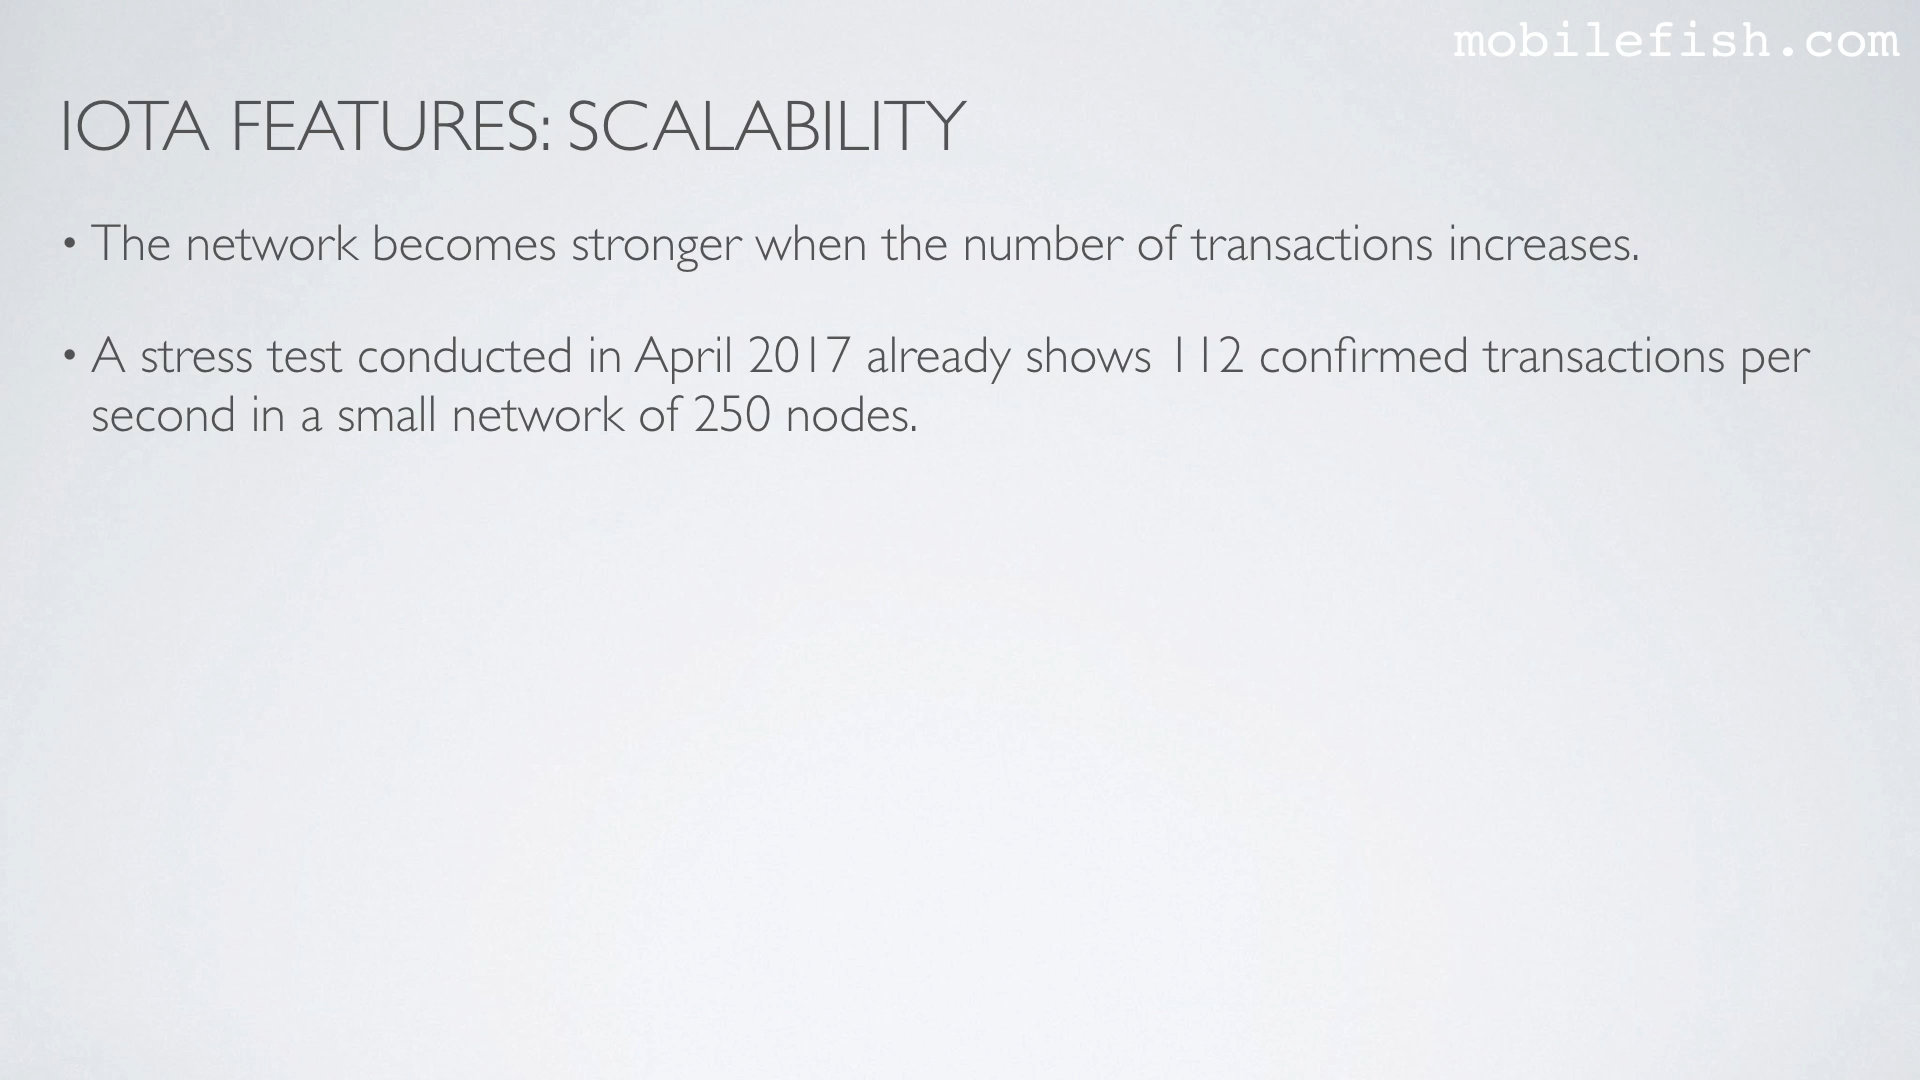 mobilefish.com
IOTA FEATURES: SCALABILITY
• The network becomes stronger when the number of transactions increases.
• A stress test conducted in April 2017 already shows 112 confirmed transactions per
second in a small network of 250 nodes.